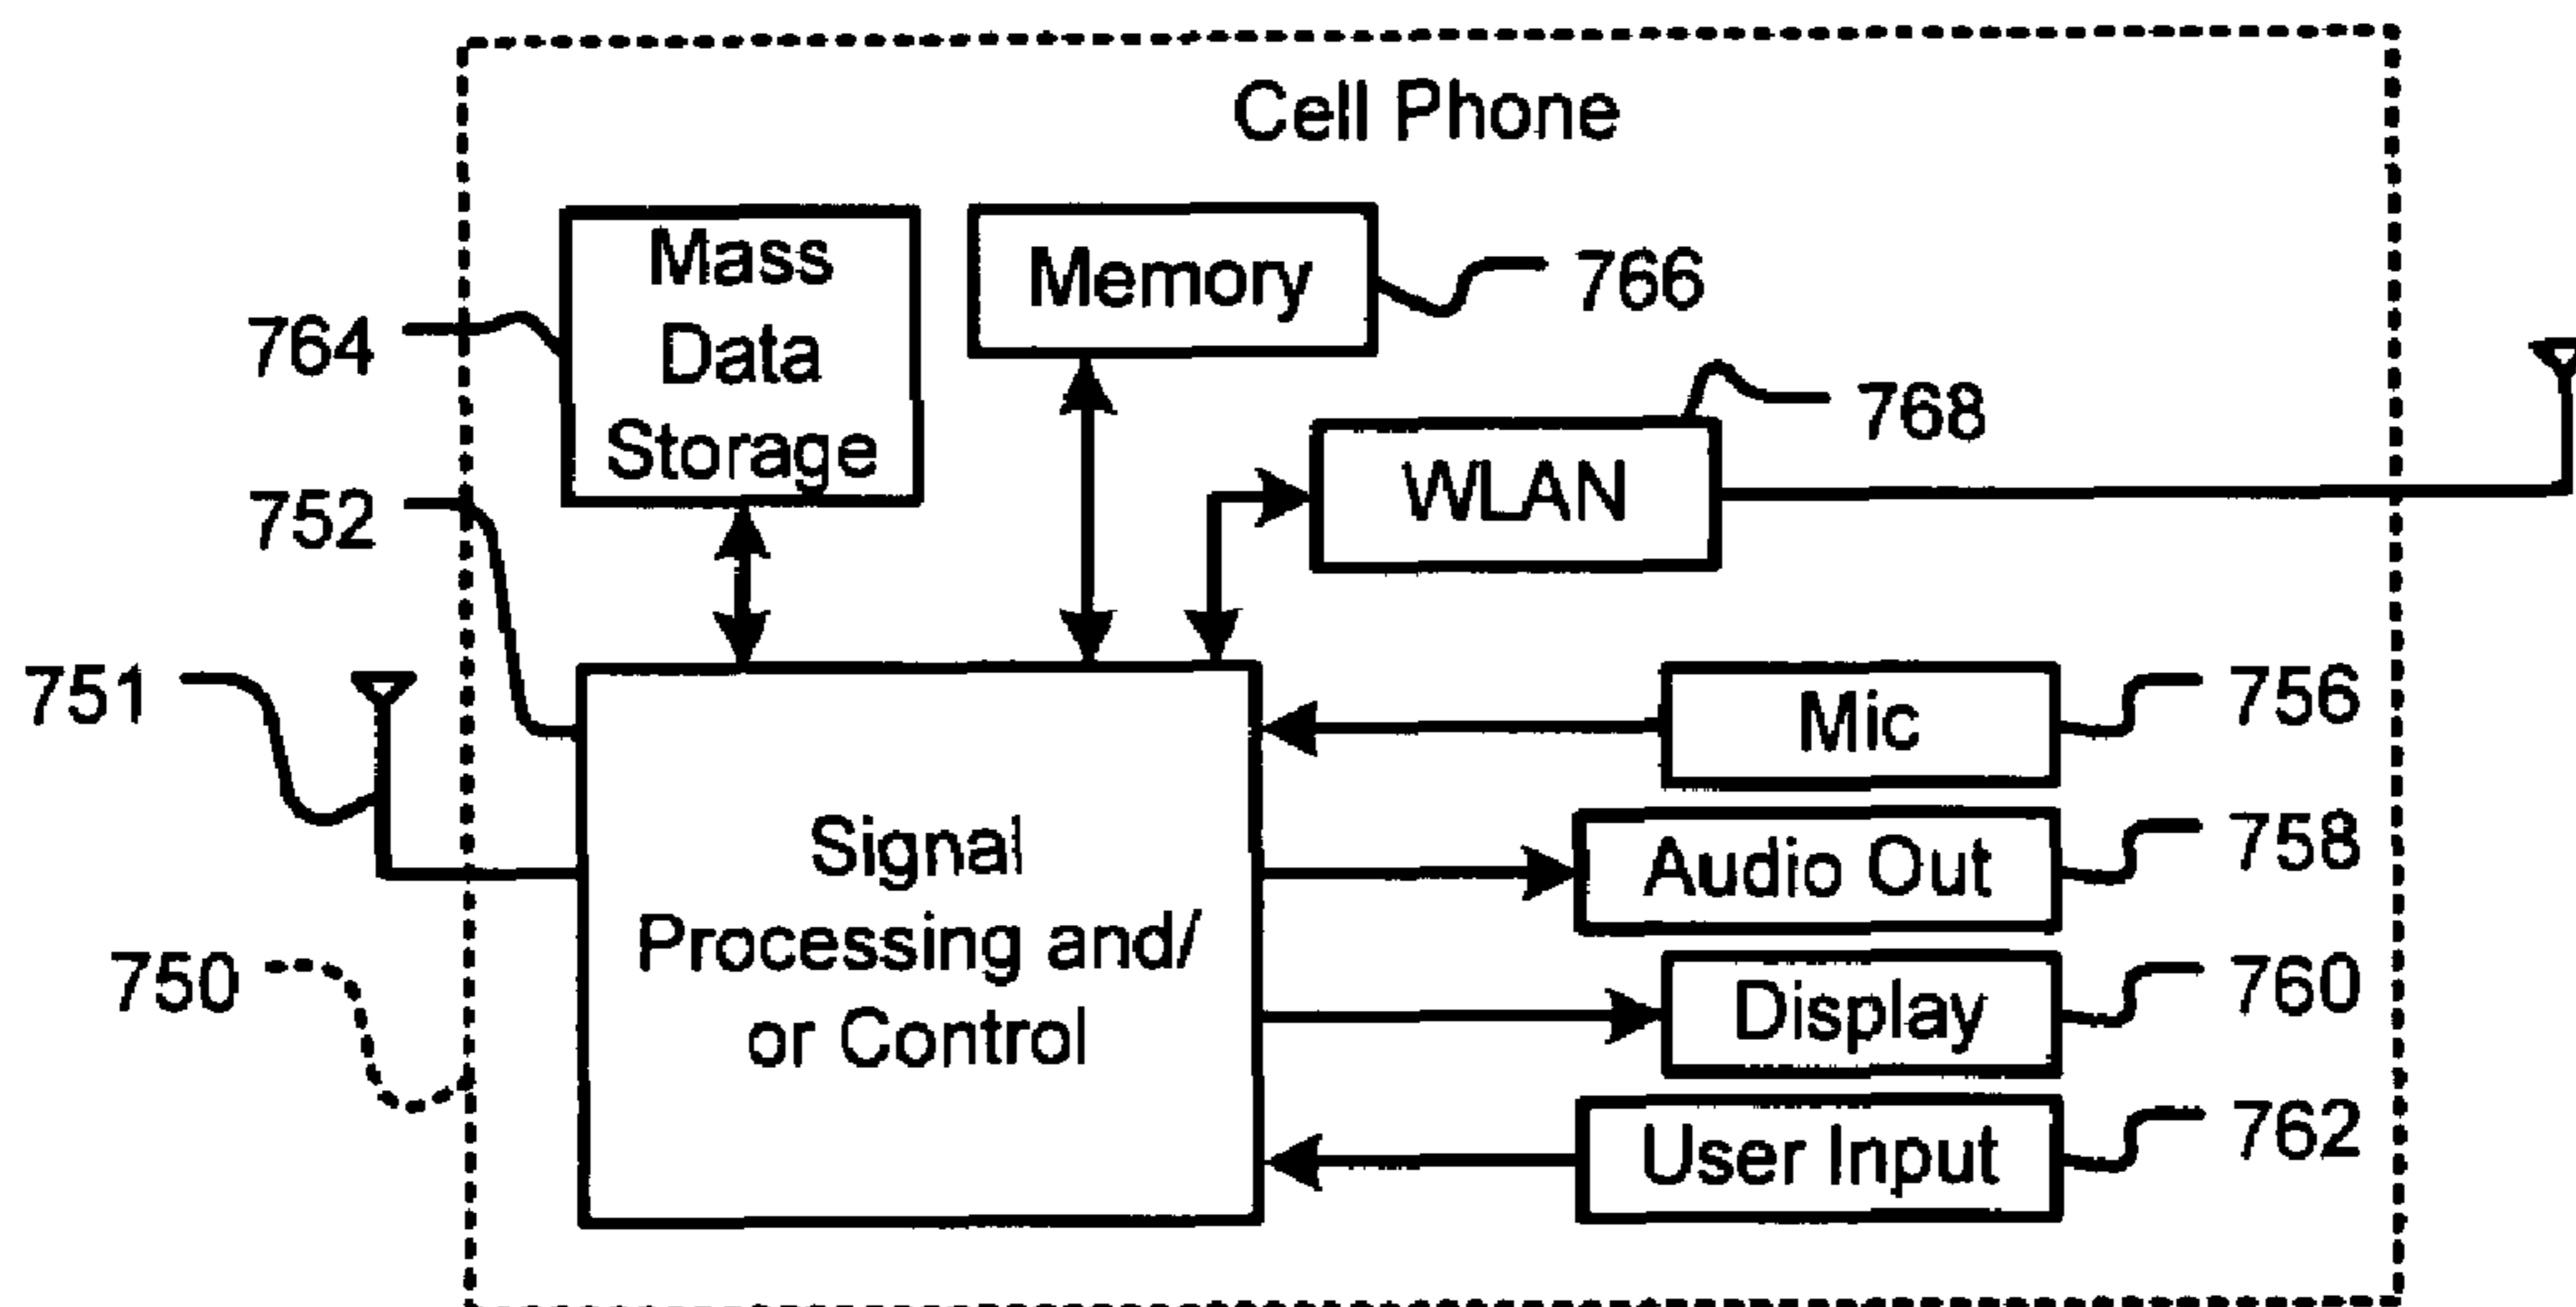 Cell Phone
Mass
Data
Storage
Memory
766
764
768
WLAN
752
751
Mic
756
Signal
Processing and/
or Control
Audio Out
758
750
Display
760
User Input
762